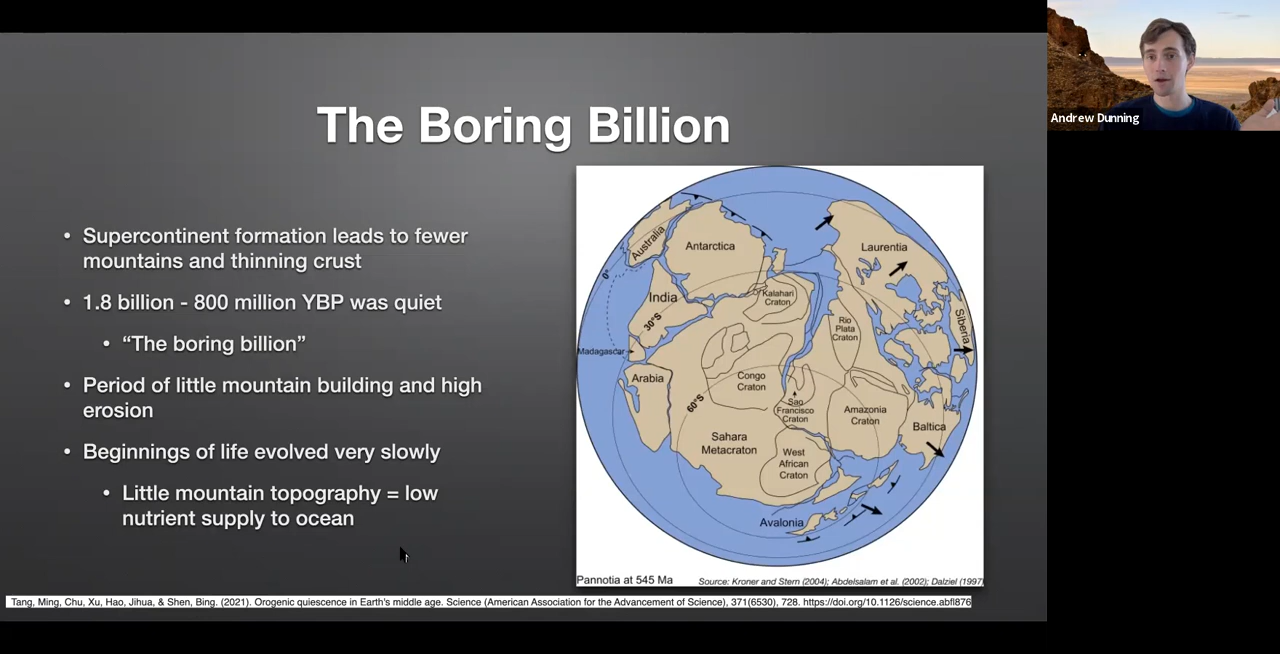 The Boring Billion
• Supercontinent formation leads to fewer
mountains and thinning crust
• 1.8 billion - 800 million YBP was quiet
• “The boring billion”
• Period of little mountain building and high
erosion
• Beginnings of life evolved very slowly
• Little mountain topography = low
nutrient supply to ocean
Australia
Antarctica
Laurentia
0°
India
30°S
Kalahari
Craton
Siberia
Rio
Plata
Craton
Madagascar
Arabia
Congo
Craton
60°S
Sao
Francisco
Craton
Amazonia
Craton
Baltica
Sahara
Metacraton
West
African
Craton
Avalonia
Pannotia at 545 Ma
Source: Kroner and Stern (2004); Abdelsalam et al. (2002); Dalziel (1997)
Tang, Ming, Chu, Xu, Hao, Jihua, & Shen, Bing. (2021). Orogenic quiescence in Earth's middle age. Science (American Association for the Advancement of Science), 371(6530), 728. https://doi.org/10.1126/science.abf1876
Andrew Dunning